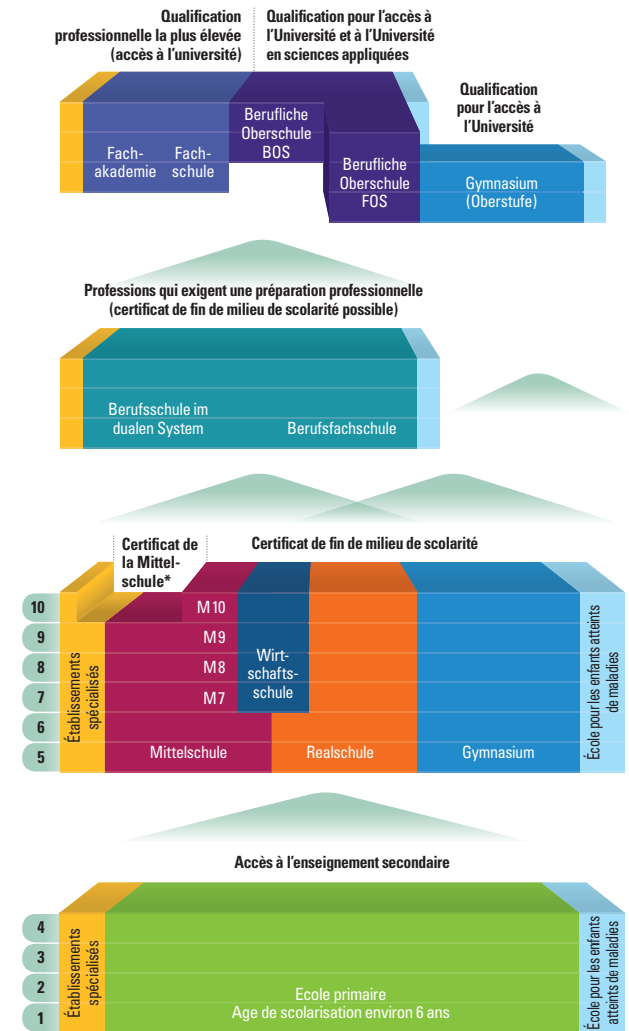 Qualification
professionnelle la plus élevée
(accès à l'université)
Qualification pour l'accès à
l'Université et à l'Université
en sciences appliquées
Qualification
pour l'accès à
l'Université
Fach-
akademie
Fach-
schule
Berufliche
Oberschule
BOS
Berufliche
Oberschule
FOS
Gymnasium
(Oberstufe)
Professions qui exigent une préparation professionnelle
(certificat de fin de milieu de scolarité possible)
Berufsschule im
dualen System
Berufsfachschule
Certificat de
la Mittel-
schule*
Certificat de fin de milieu de scolarité
10
9
8
7
6
5
Établissements
spécialisés
M 10
M 9
M 8
M 7
Wirt-
schafts-
schule
Mittelschule
Realschule
Gymnasium
École pour les enfants atteints
de maladies
Accès à l'enseignement secondaire
4
3
2
1
Établissements
spécialisés
Ecole primaire
Age de scolarisation environ 6 ans
École pour les enfants
atteints de maladies